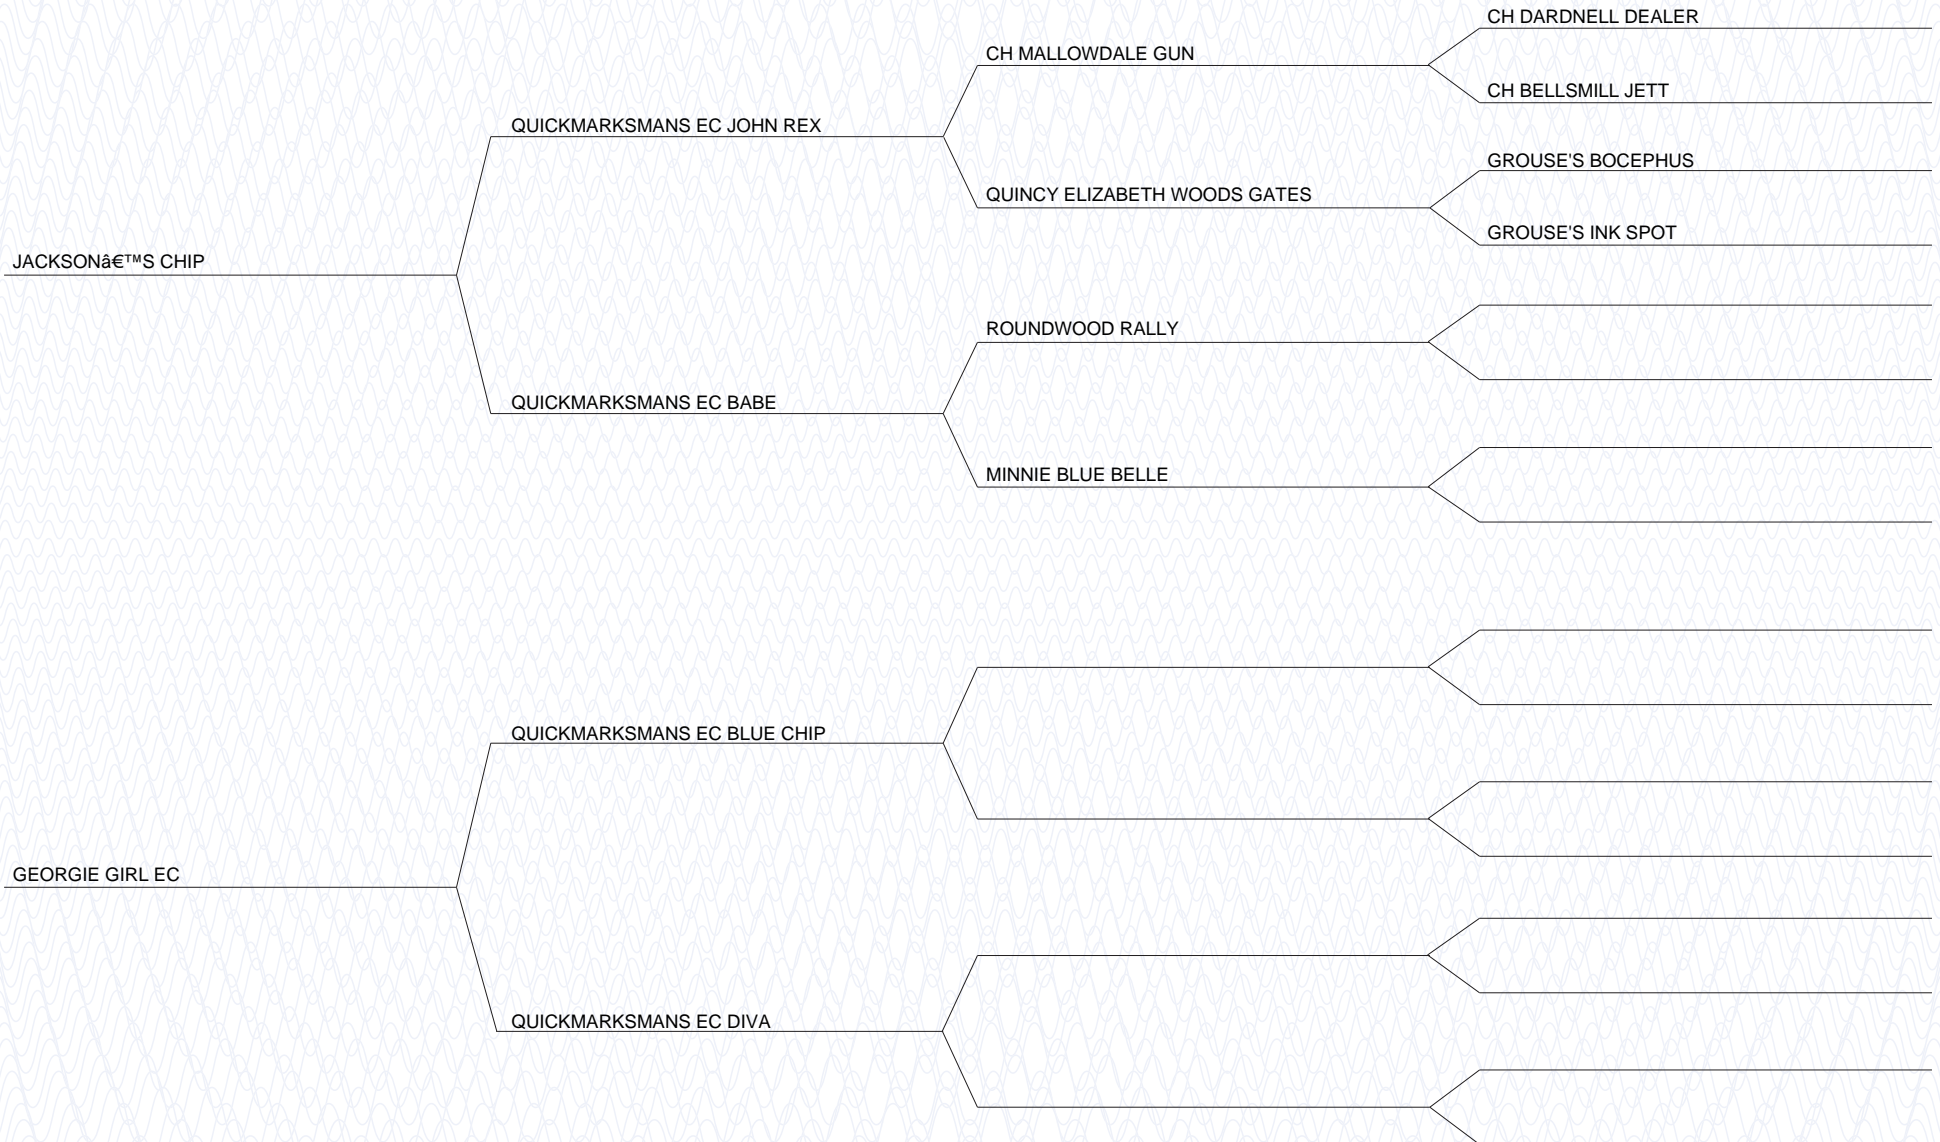 CH DARDNELL DEALER
CH MALLOWDALE GUN
CH BELLSMILL JETT
QUICKMARKSMANS EC JOHN REX
GROUSE'S BOCEPHUS
QUINCY ELIZABETH WOODS GATES
GROUSE'S INK SPOT
JACKSONâ€™S CHIP
ROUNDWOOD RALLY
QUICKMARKSMANS EC BABE
MINNIE BLUE BELLE
QUICKMARKSMANS EC BLUE CHIP
GEORGIE GIRL EC
QUICKMARKSMANS EC DIVA